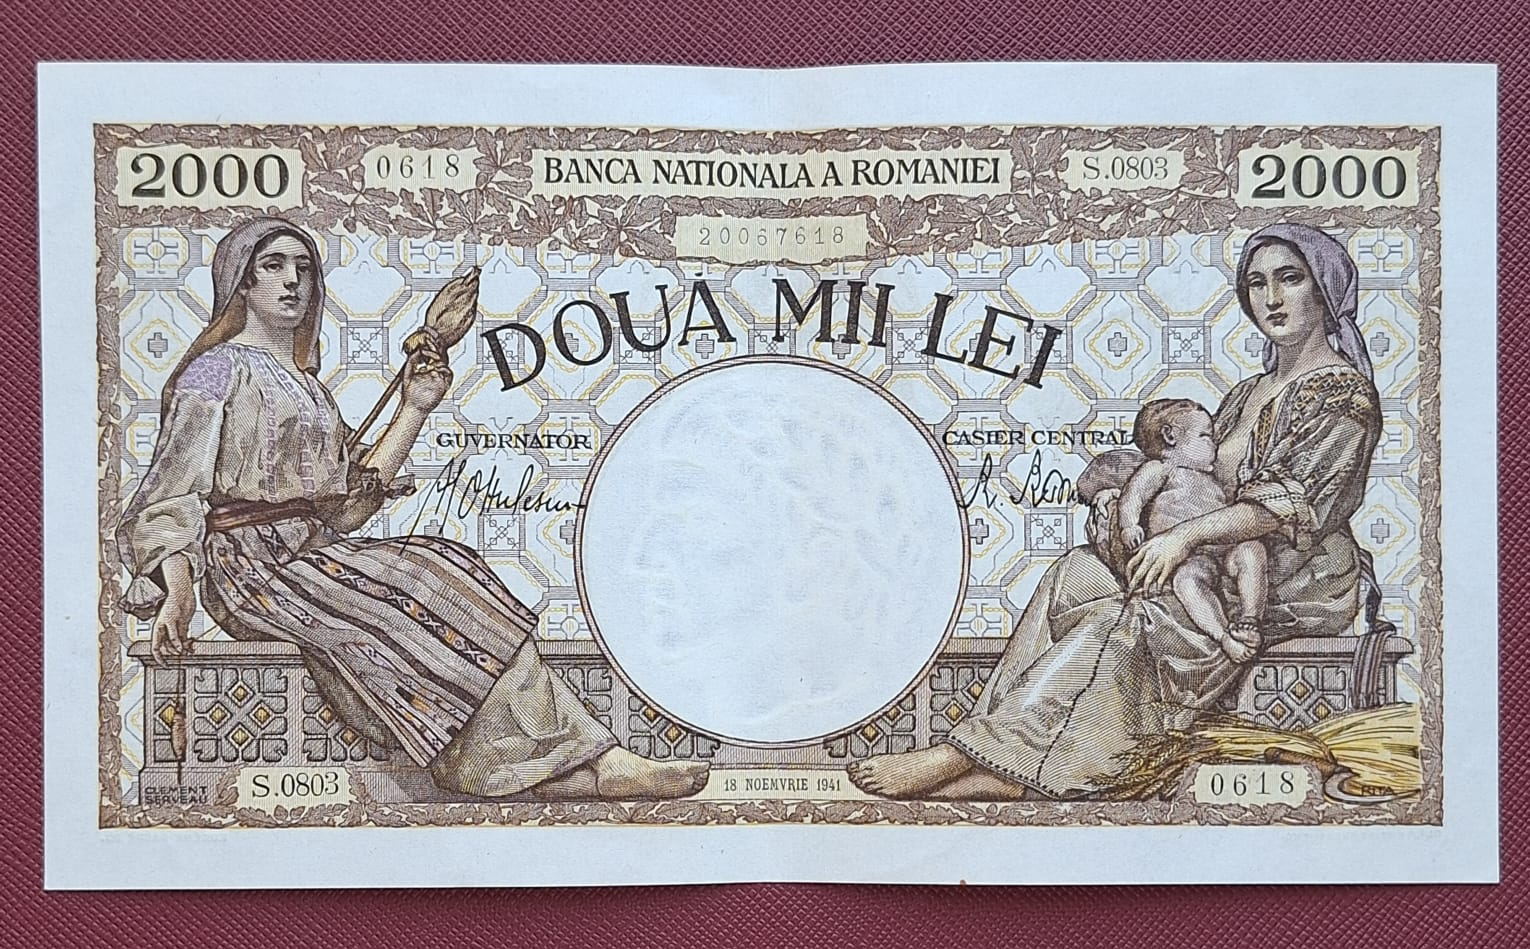 2000
0618
BANCA NATIONALA A ROMANIEI
S.0803
2000
20067618
DOUĂ MII LEI
GUVERNATOR
CASIER CENTRAL
S.0803
18 NOEMVRIE 1941
0618
CLEMENT
SERVEAU
RITA